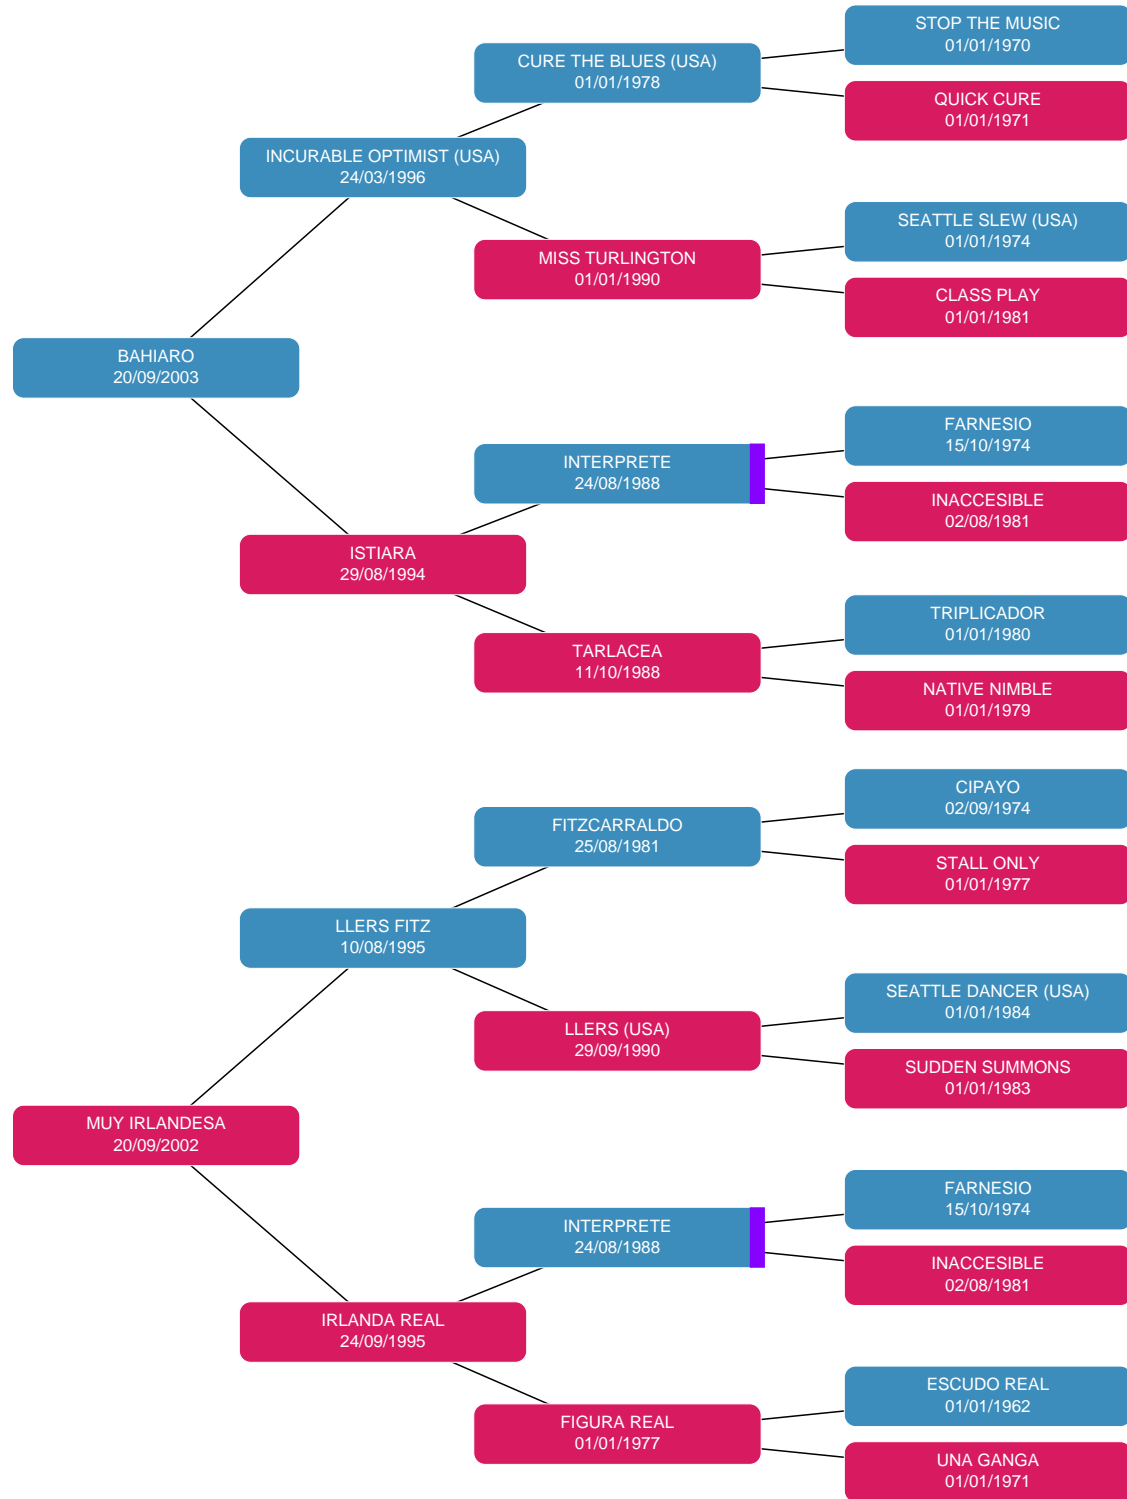 STOP THE MUSIC
01/01/1970
CURE THE BLUES (USA)
01/01/1978
QUICK CURE
01/01/1971
INCURABLE OPTIMIST (USA)
24/03/1996
SEATTLE SLEW (USA)
01/01/1974
MISS TURLINGTON
01/01/1990
CLASS PLAY
01/01/1981
BAHIARO
20/09/2003
FARNESIO
15/10/1974
INTERPRETE
24/08/1988
INACCESIBLE
02/08/1981
ISTIARA
29/08/1994
TRIPLICADOR
01/01/1980
TARLACEA
11/10/1988
NATIVE NIMBLE
01/01/1979
CIPAYO
02/09/1974
FITZCARRALDO
25/08/1981
STALL ONLY
01/01/1977
LLERS FITZ
10/08/1995
SEATTLE DANCER (USA)
01/01/1984
LLERS (USA)
29/09/1990
SUDDEN SUMMONS
01/01/1983
MUY IRLANDESA
20/09/2002
FARNESIO
15/10/1974
INTERPRETE
24/08/1988
INACCESIBLE
02/08/1981
IRLANDA REAL
24/09/1995
ESCUDO REAL
01/01/1962
FIGURA REAL
01/01/1977
UNA GANGA
01/01/1971